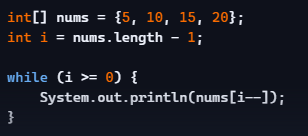 int[] nums = {5, 10, 15, 20};
int i = nums.length - 1;

while (i >= 0) {
    System.out.println(nums[i--]);
}